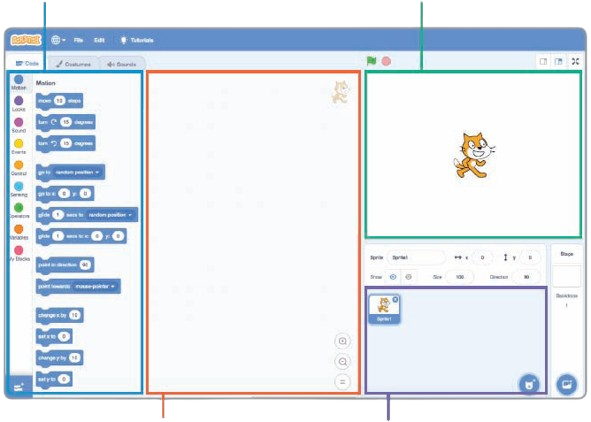 SCRATCH File Edit Tutorials
Code Costumes Sounds
Motion
Looks
Sound
Events
Control
Sensing
Operators
Variables
My Blocks
Motion
move 10 steps
turn 15 degrees
turn 15 degrees
go to random position
go to x: 0 y: 0
glide 1 secs to random position
glide 1 secs to x: 0 y: 0
point in direction 90
point towards mouse-pointer
change x by 10
set x to 0
change y by 10
set y to 0
Sprite Sprite1 x 0 y 0
Show Size 100 Direction 90
Sprite1
Stage
Backdrops
1